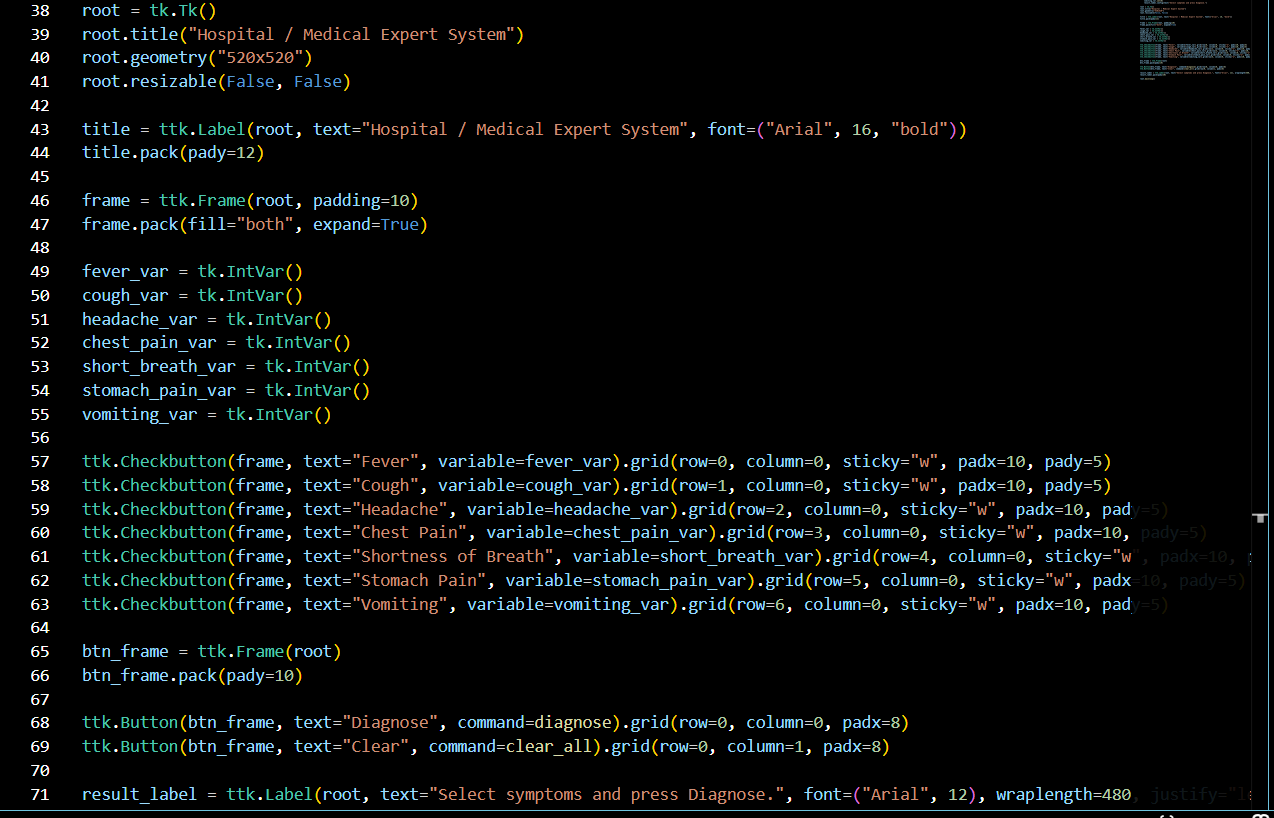 38 root = tk.Tk()
39 root.title("Hospital / Medical Expert System")
40 root.geometry("520x520")
41 root.resizable(False, False)
42
43 title = ttk.Label(root, text="Hospital / Medical Expert System", font=("Arial", 16, "bold"))
44 title.pack(pady=12)
45
46 frame = ttk.Frame(root, padding=10)
47 frame.pack(fill="both", expand=True)
48
49 fever_var = tk.IntVar()
50 cough_var = tk.IntVar()
51 headache_var = tk.IntVar()
52 chest_pain_var = tk.IntVar()
53 short_breath_var = tk.IntVar()
54 stomach_pain_var = tk.IntVar()
55 vomiting_var = tk.IntVar()
56
57 ttk.Checkbutton(frame, text="Fever", variable=fever_var).grid(row=0, column=0, sticky="w", padx=10, pady=5)
58 ttk.Checkbutton(frame, text="Cough", variable=cough_var).grid(row=1, column=0, sticky="w", padx=10, pady=5)
59 ttk.Checkbutton(frame, text="Headache", variable=headache_var).grid(row=2, column=0, sticky="w", padx=10, pady=5)
60 ttk.Checkbutton(frame, text="Chest Pain", variable=chest_pain_var).grid(row=3, column=0, sticky="w", padx=10, pady=5)
61 ttk.Checkbutton(frame, text="Shortness of Breath", variable=short_breath_var).grid(row=4, column=0, sticky="w", padx=10,
62 ttk.Checkbutton(frame, text="Stomach Pain", variable=stomach_pain_var).grid(row=5, column=0, sticky="w", padx=10, pady=5)
63 ttk.Checkbutton(frame, text="Vomiting", variable=vomiting_var).grid(row=6, column=0, sticky="w", padx=10, pady=5)
64
65 btn_frame = ttk.Frame(root)
66 btn_frame.pack(pady=10)
67
68 ttk.Button(btn_frame, text="Diagnose", command=diagnose).grid(row=0, column=0, padx=8)
69 ttk.Button(btn_frame, text="Clear", command=clear_all).grid(row=0, column=1, padx=8)
70
71 result_label = ttk.Label(root, text="Select symptoms and press Diagnose.", font=("Arial", 12), wraplength=480, justify=